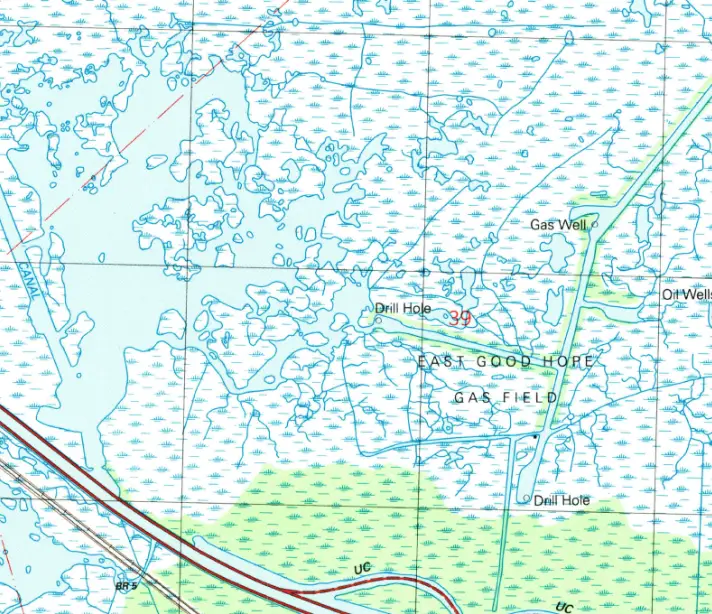 Gas Well
CANAL
Oil Wells
Drill Hole
39
EAST GOOD HOPE
GAS FIELD
Drill Hole
UC
BR 5
UC